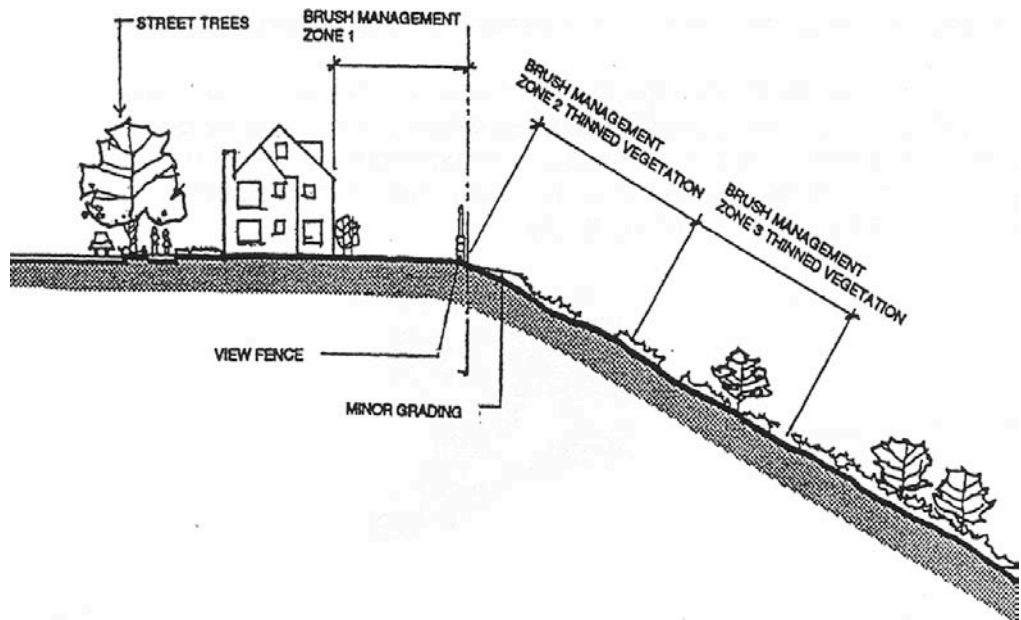 STREET TREES
BRUSH MANAGEMENT
ZONE 1
BRUSH MANAGEMENT
ZONE 2 THINNED VEGETATION
BRUSH MANAGEMENT
ZONE 3 THINNED VEGETATION
VIEW FENCE
MINOR GRADING